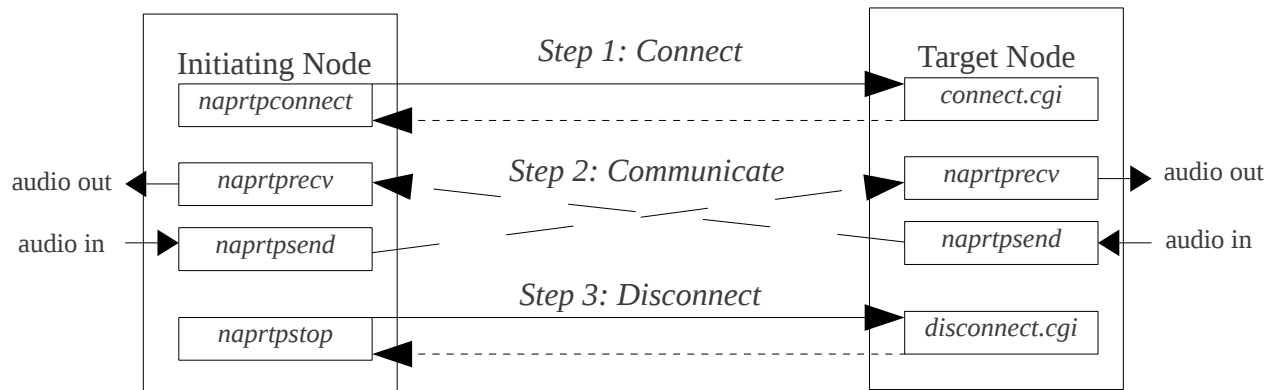 Step 1: Connect
Initiating Node
Target Node
naprtpconnect
connect.cgi
Step 2: Communicate
audio out
naprtprecv
naprtprecv
audio out
audio in
naprtpsend
naprtpsend
audio in
Step 3: Disconnect
naprtpstop
disconnect.cgi